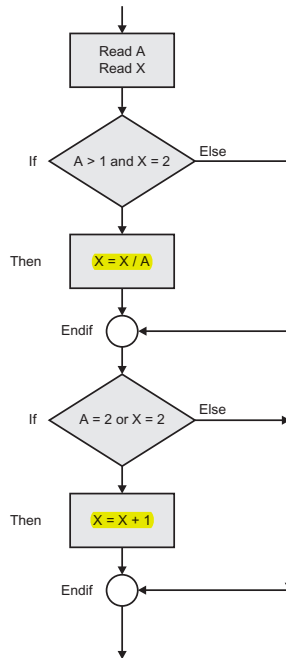 Read A
Read X
If
A > 1 and X = 2
Else
Then
X = X / A
Endif
If
A = 2 or X = 2
Else
Then
X = X + 1
Endif